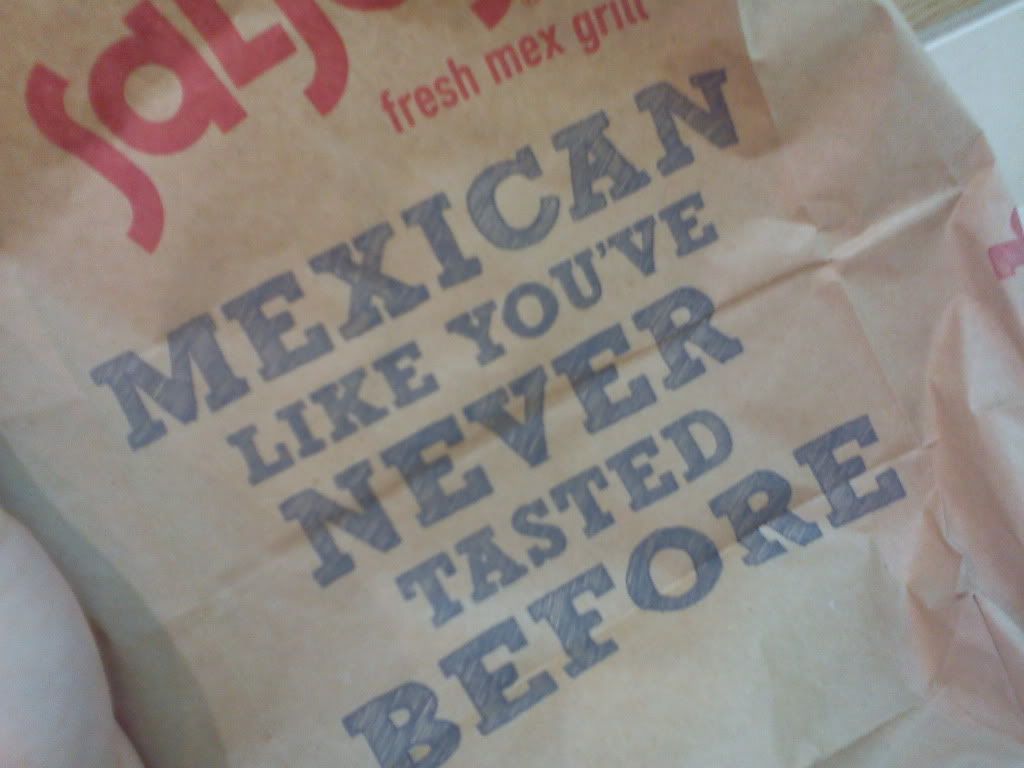 fresh mex grill
MEXICAN
LIKE YOU'VE
NEVER
TASTED
BEFORE